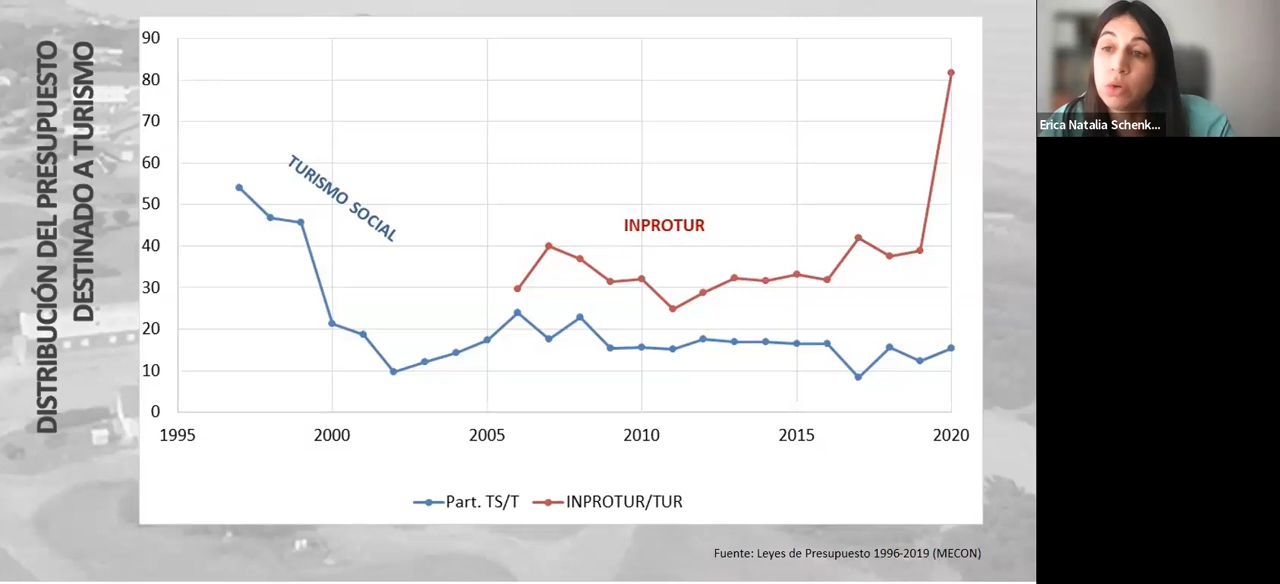 DISTRIBUCIÓN DEL PRESUPUESTO
DESTINADO A TURISMO
90
80
70
60
50
40
30
20
10
0
TURISMO SOCIAL
INPROTUR
1995
2000
2005
2010
2015
2020
Part. TS/T
INPROTUR/TUR
Fuente: Leyes de Presupuesto 1996-2019 (MECON)
Erica Natalia Schenk...